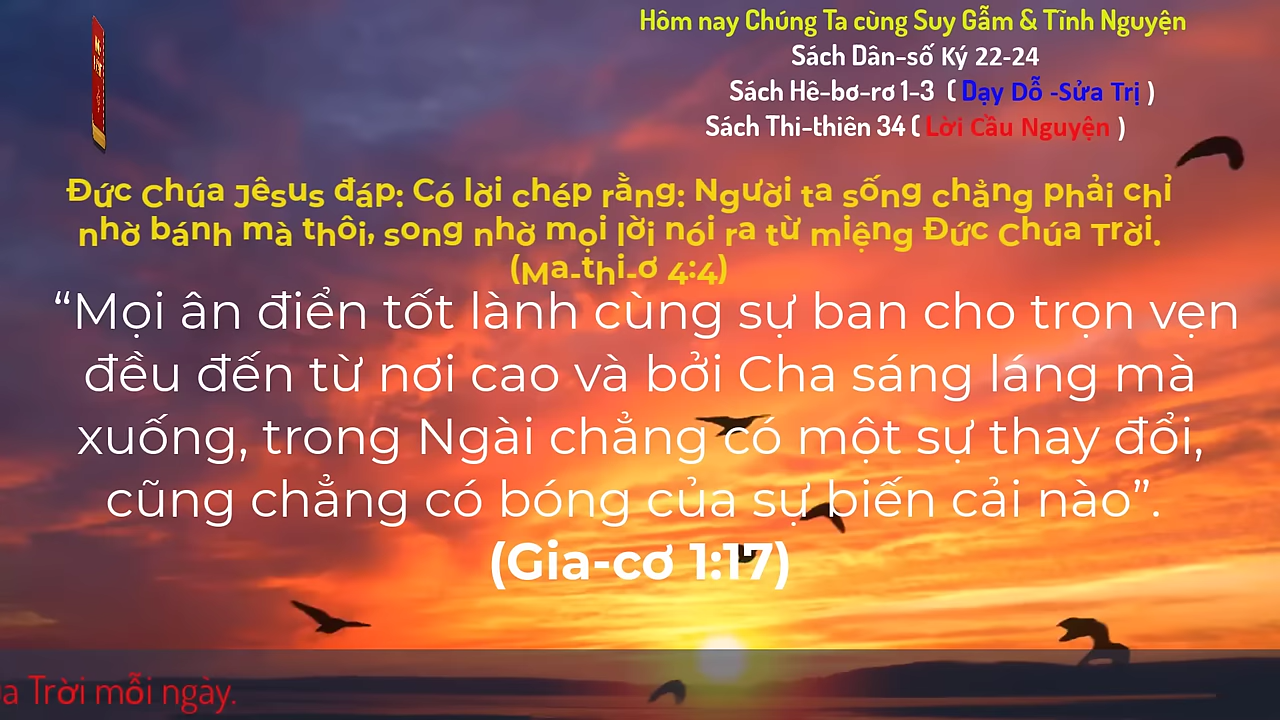 Hôm nay Chúng Ta cùng Suy Gẫm & Tĩnh Nguyện
Sách Dân-số Ký 22-24
Sách Hê-bơ-rơ 1-3 ( Dạy Dỗ -Sửa Trị )
Sách Thi-thiên 34 ( Lời Cầu Nguyện )
Đức Chúa Jêsus đáp: Có lời chép rằng: Người ta sống chẳng phải chỉ
nhờ bánh mà thôi, song nhờ mọi lời nói ra từ miệng Đức Chúa Trời.
(Ma-thi-ơ 4:4)
“Mọi ân điển tốt lành cùng sự ban cho trọn vẹn
đều đến từ nơi cao và bởi Cha sáng láng mà
xuống, trong Ngài chẳng có một sự thay đổi,
cũng chẳng có bóng của sự biến cải nào”.
(Gia-cơ 1:17)
Trời mỗi ngày.